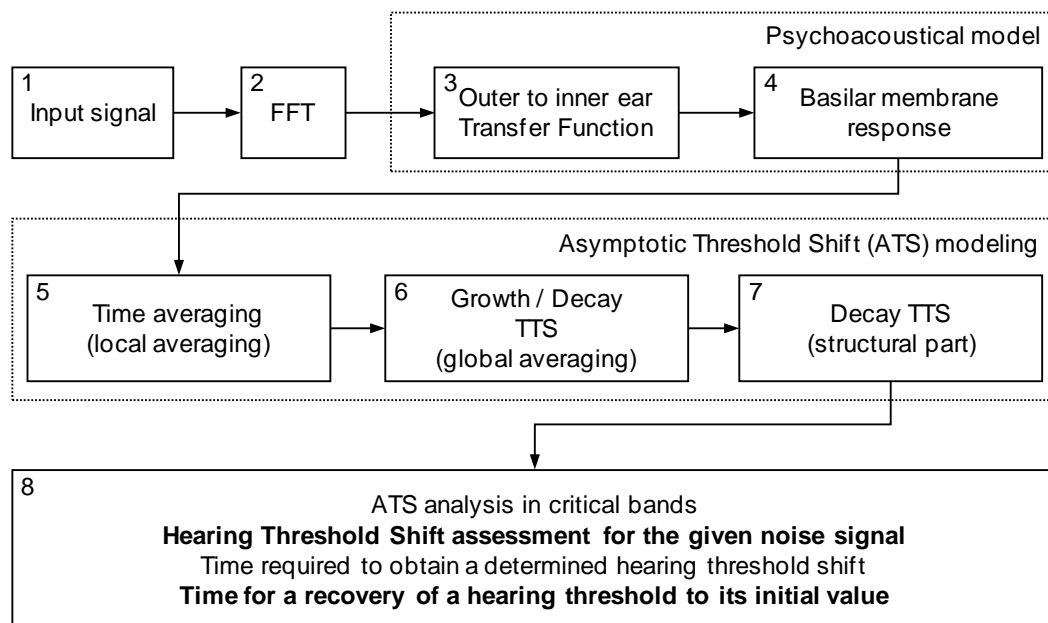 Psychoacoustical model
1
Input signal
2
FFT
3
Outer to inner ear
Transfer Function
4
Basilar membrane
response
Asymptotic Threshold Shift (ATS) modeling
5
Time averaging
(local averaging)
6
Growth / Decay
TTS
(global averaging)
7
Decay TTS
(structural part)
8
ATS analysis in critical bands
Hearing Threshold Shift assessment for the given noise signal
Time required to obtain a determined hearing threshold shift
Time for a recovery of a hearing threshold to its initial value